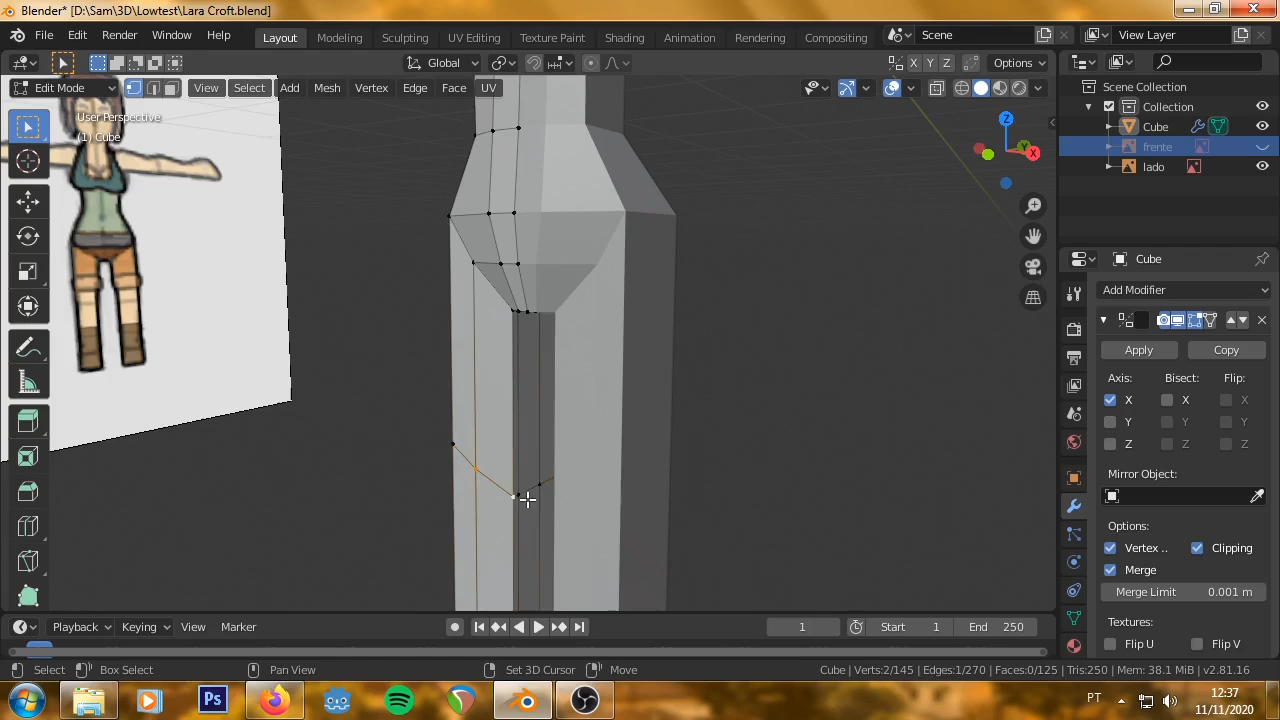 Blender* [D:\Sam\3D\Lowtest\Lara Croft.blend]
File Edit Render Window Help Layout Modeling Sculpting UV Editing Texture Paint Shading Animation Rendering Compositing Scene View Layer
Global X Y Z Options
Edit Mode View Select Add Mesh Vertex Edge Face UV
User Perspective
(1) Cube
Z
Y
X
Scene Collection
Collection
Cube
frente
lado
Cube
Add Modifier
Apply Copy
Axis: Bisect: Flip:
X X X
Y Y Y
Z Z Z
Mirror Object:
Options:
Vertex .. Clipping
Merge
Merge Limit 0.001 m
Textures:
Flip U Flip V
Playback Keying View Marker 1 Start 1 End 250
Select Box Select Pan View Set 3D Cursor Move Cube | Verts:2/145 | Edges:1/270 | Faces:0/125 | Tris:250 | Mem: 38.1 MiB | v2.81.16
Ps PT 12:37
11/11/2020